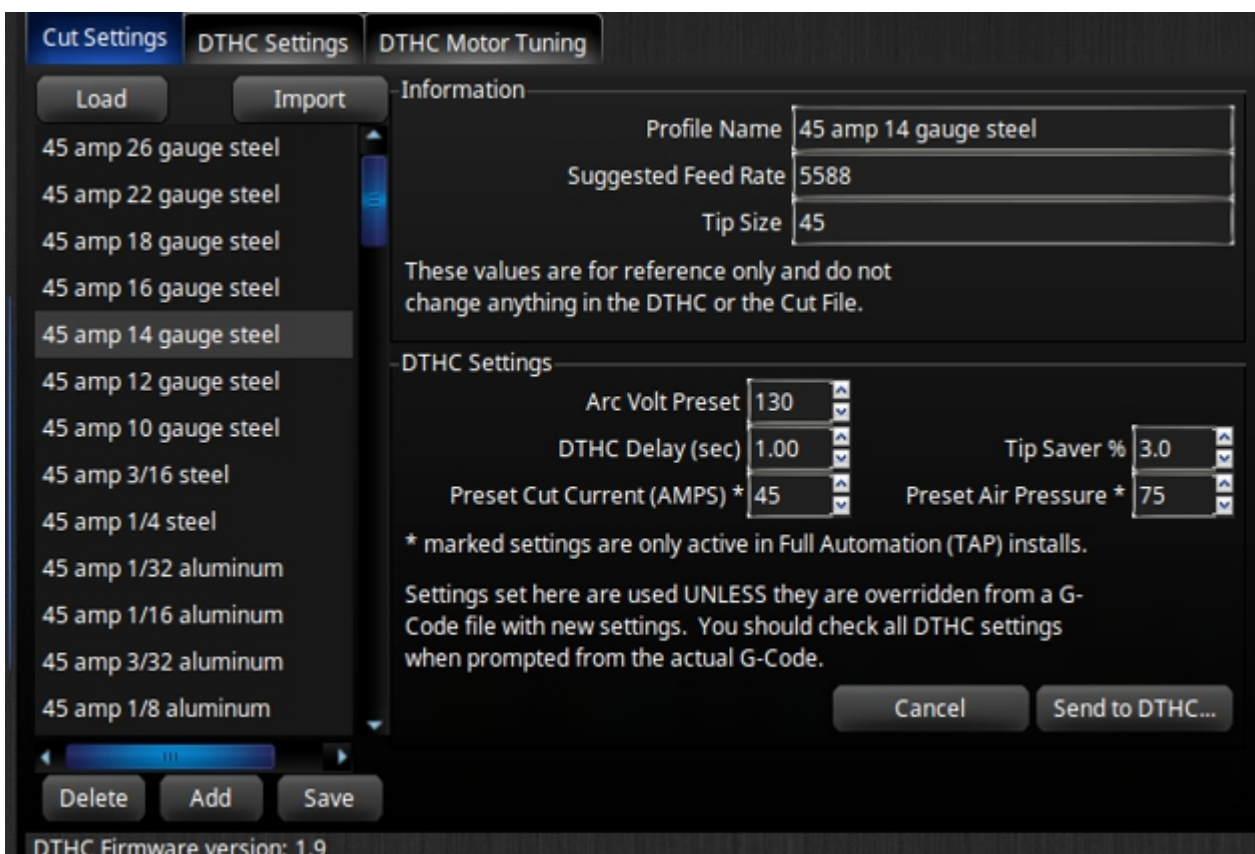 Cut Settings
DTHC Settings
DTHC Motor Tuning
Load
Import
45 amp 26 gauge steel
45 amp 22 gauge steel
45 amp 18 gauge steel
45 amp 16 gauge steel
45 amp 14 gauge steel
45 amp 12 gauge steel
45 amp 10 gauge steel
45 amp 3/16 steel
45 amp 1/4 steel
45 amp 1/32 aluminum
45 amp 1/16 aluminum
45 amp 3/32 aluminum
45 amp 1/8 aluminum
Delete
Add
Save
Information
Profile Name 45 amp 14 gauge steel
Suggested Feed Rate 5588
Tip Size 45
These values are for reference only and do not
change anything in the DTHC or the Cut File.
DTHC Settings
Arc Volt Preset 130
DTHC Delay (sec) 1.00 Tip Saver % 3.0
Preset Cut Current (AMPS) * 45 Preset Air Pressure * 75
* marked settings are only active in Full Automation (TAP) installs.
Settings set here are used UNLESS they are overridden from a G-
Code file with new settings. You should check all DTHC settings
when prompted from the actual G-Code.
Cancel
Send to DTHC...
DTHC Firmware version: 1.9